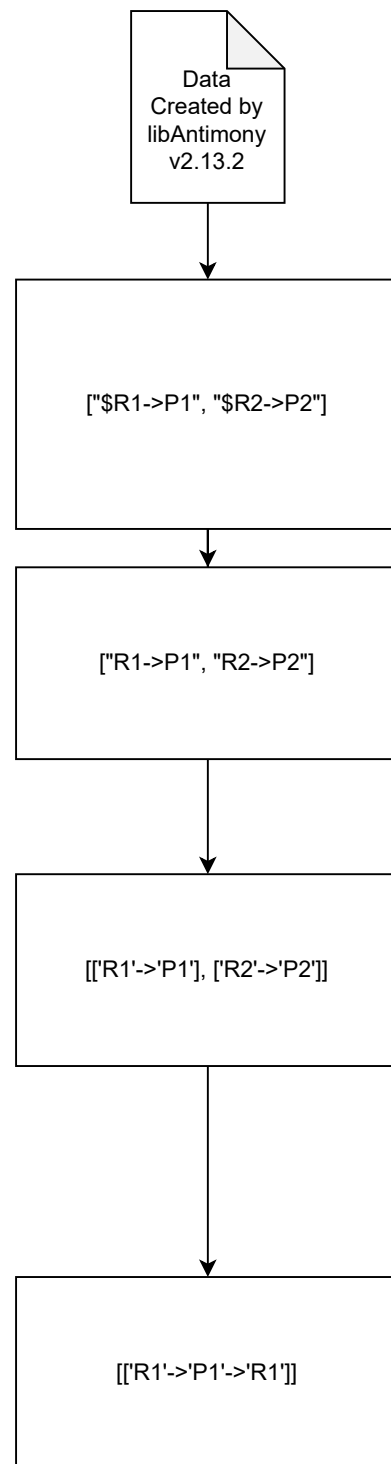 Data
Created by
libAntimony
v2.13.2
["$R1->P1", "$R2->P2"]
["R1->P1", "R2->P2"]
[['R1'->'P1'], ['R2'->'P2']]
[['R1'->'P1'->'R1']]